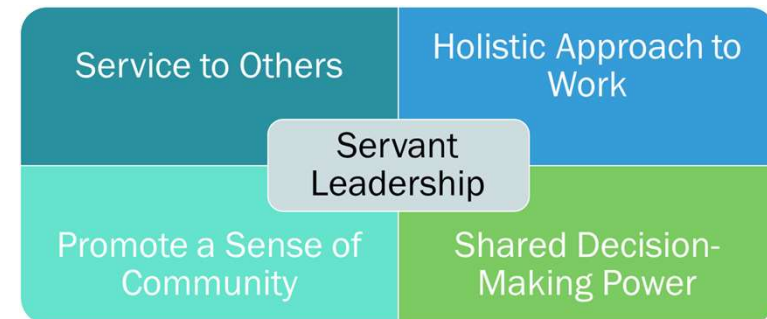 Service to Others
Holistic Approach to
Work
Servant
Leadership
Promote a Sense of
Community
Shared Decision-
Making Power